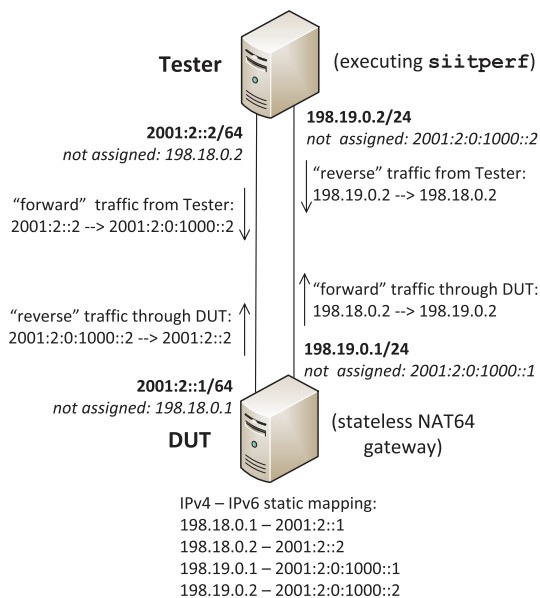 Tester
(executing siitperf)
2001:2::2/64
not assigned: 198.18.0.2
198.19.0.2/24
not assigned: 2001:2:0:1000::2
"reverse" traffic from Tester:
198.19.0.2 --> 198.18.0.2
“forward” traffic from Tester:
2001:2::2 --> 2001:2:0:1000::2
“forward” traffic through DUT:
198.18.0.2 --> 198.19.0.2
“reverse” traffic through DUT:
2001:2:0:1000::2 --> 2001:2::2
198.19.0.1/24
not assigned: 2001:2:0:1000::1
2001:2::1/64
not assigned: 198.18.0.1
DUT
(stateless NAT64
gateway)
IPv4 – IPv6 static mapping:
198.18.0.1 – 2001:2::1
198.18.0.2 – 2001:2::2
198.19.0.1 – 2001:2:0:1000::1
198.19.0.2 – 2001:2:0:1000::2